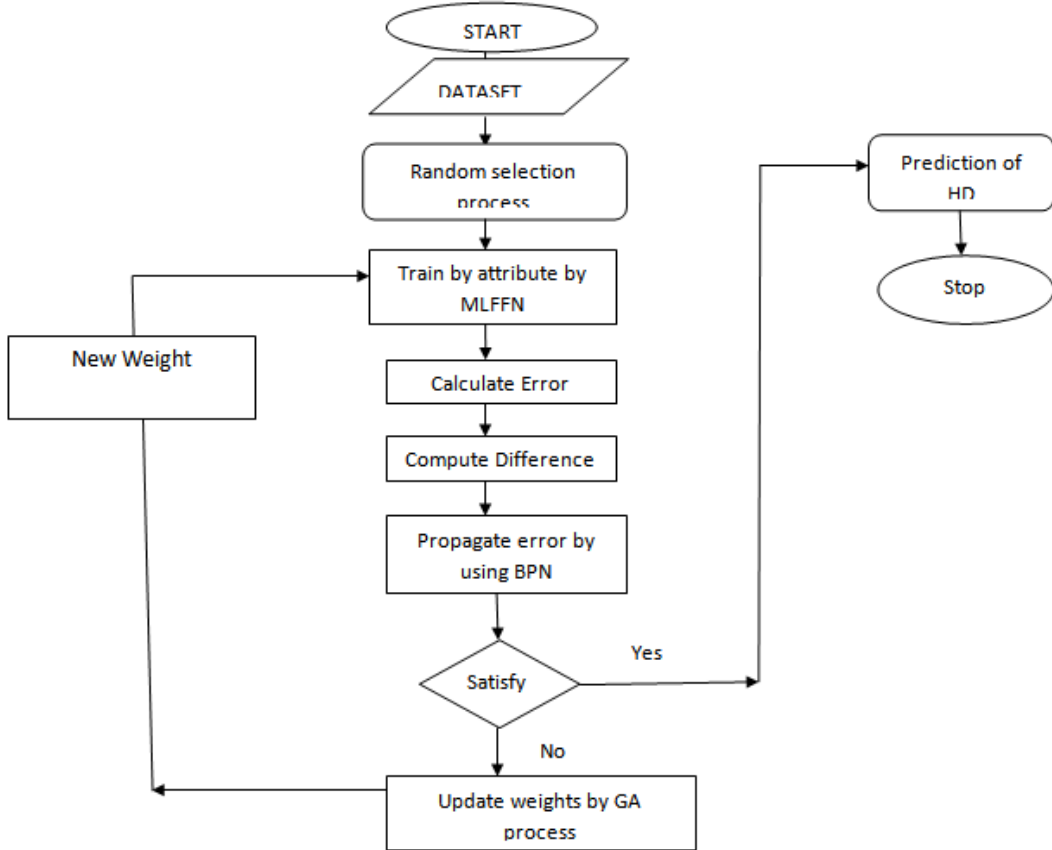 START
DATASET
Random selection
process
Train by attribute by
MLFFN
Calculate Error
Compute Difference
Propagate error by
using BPN
Satisfy
Yes
No
Update weights by GA
process
New Weight
Prediction of
HD
Stop